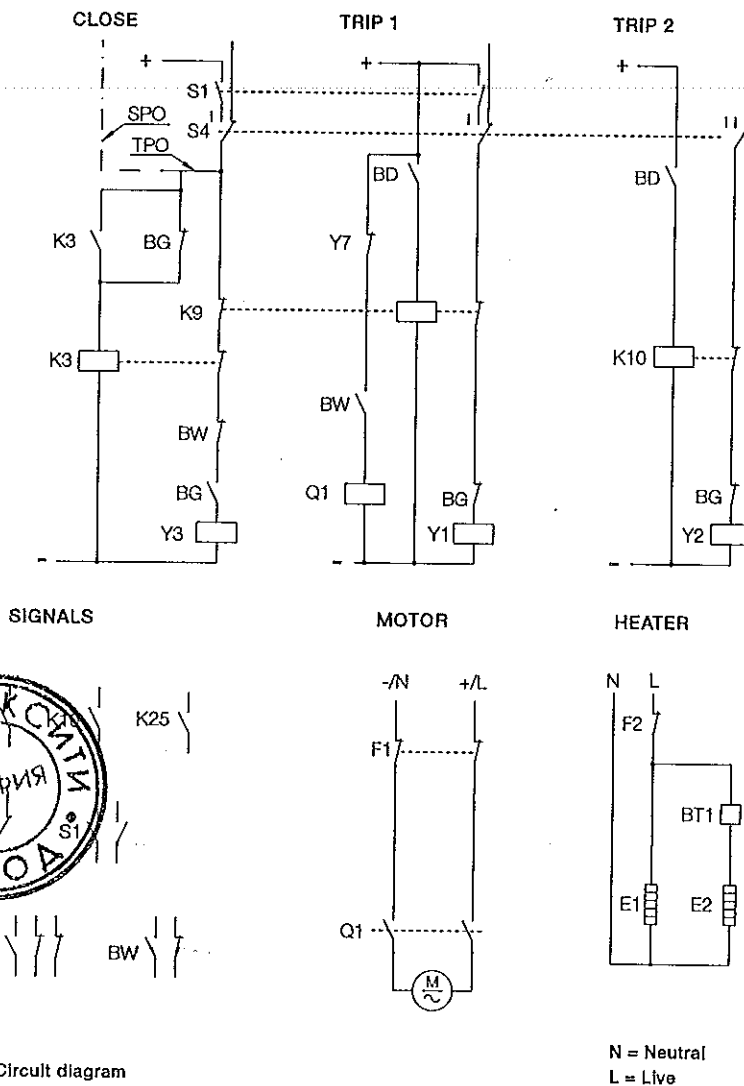 CLOSE
TRIP 1
TRIP 2
+
+
+
S1
SPO
S4
TPO
BD
BD
K3
BG
Y7
K9
K3
K10
BW
BW
BG
Q1
BG
BG
Y3
Y1
Y2
-
-
-
SIGNALS
MOTOR
HEATER
-/N
+/L
N
L
K25
F1
F2
S1
BT1
E1
E2
Q1
BW
M
~
Circuit diagram
N = Neutral
L = Live